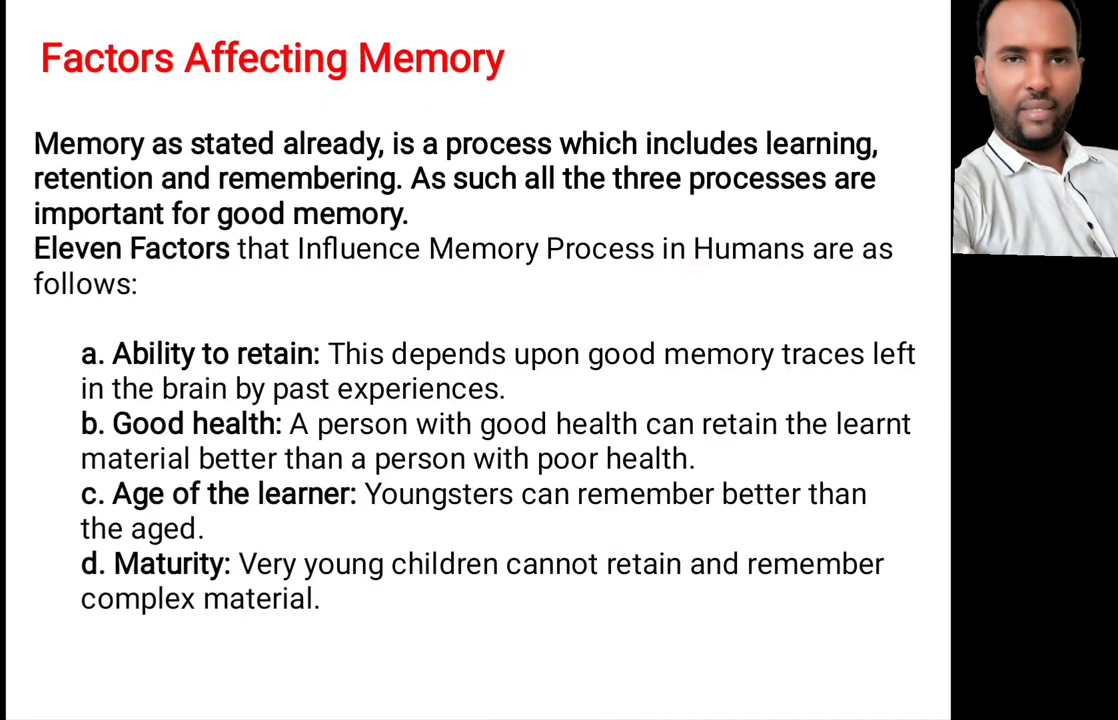 Factors Affecting Memory
Memory as stated already, is a process which includes learning,
retention and remembering. As such all the three processes are
important for good memory.
Eleven Factors that Influence Memory Process in Humans are as
follows:
a. Ability to retain: This depends upon good memory traces left
in the brain by past experiences.
b. Good health: A person with good health can retain the learnt
material better than a person with poor health.
c. Age of the learner: Youngsters can remember better than
the aged.
d. Maturity: Very young children cannot retain and remember
complex material.